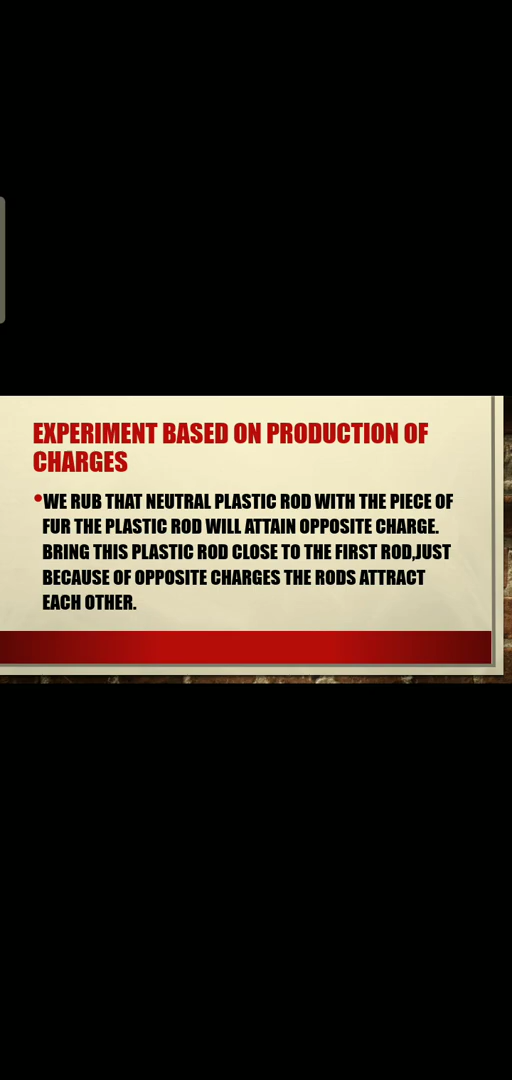 EXPERIMENT BASED ON PRODUCTION OF
CHARGES
•WE RUB THAT NEUTRAL PLASTIC ROD WITH THE PIECE OF
FUR THE PLASTIC ROD WILL ATTAIN OPPOSITE CHARGE.
BRING THIS PLASTIC ROD CLOSE TO THE FIRST ROD,JUST
BECAUSE OF OPPOSITE CHARGES THE RODS ATTRACT
EACH OTHER.